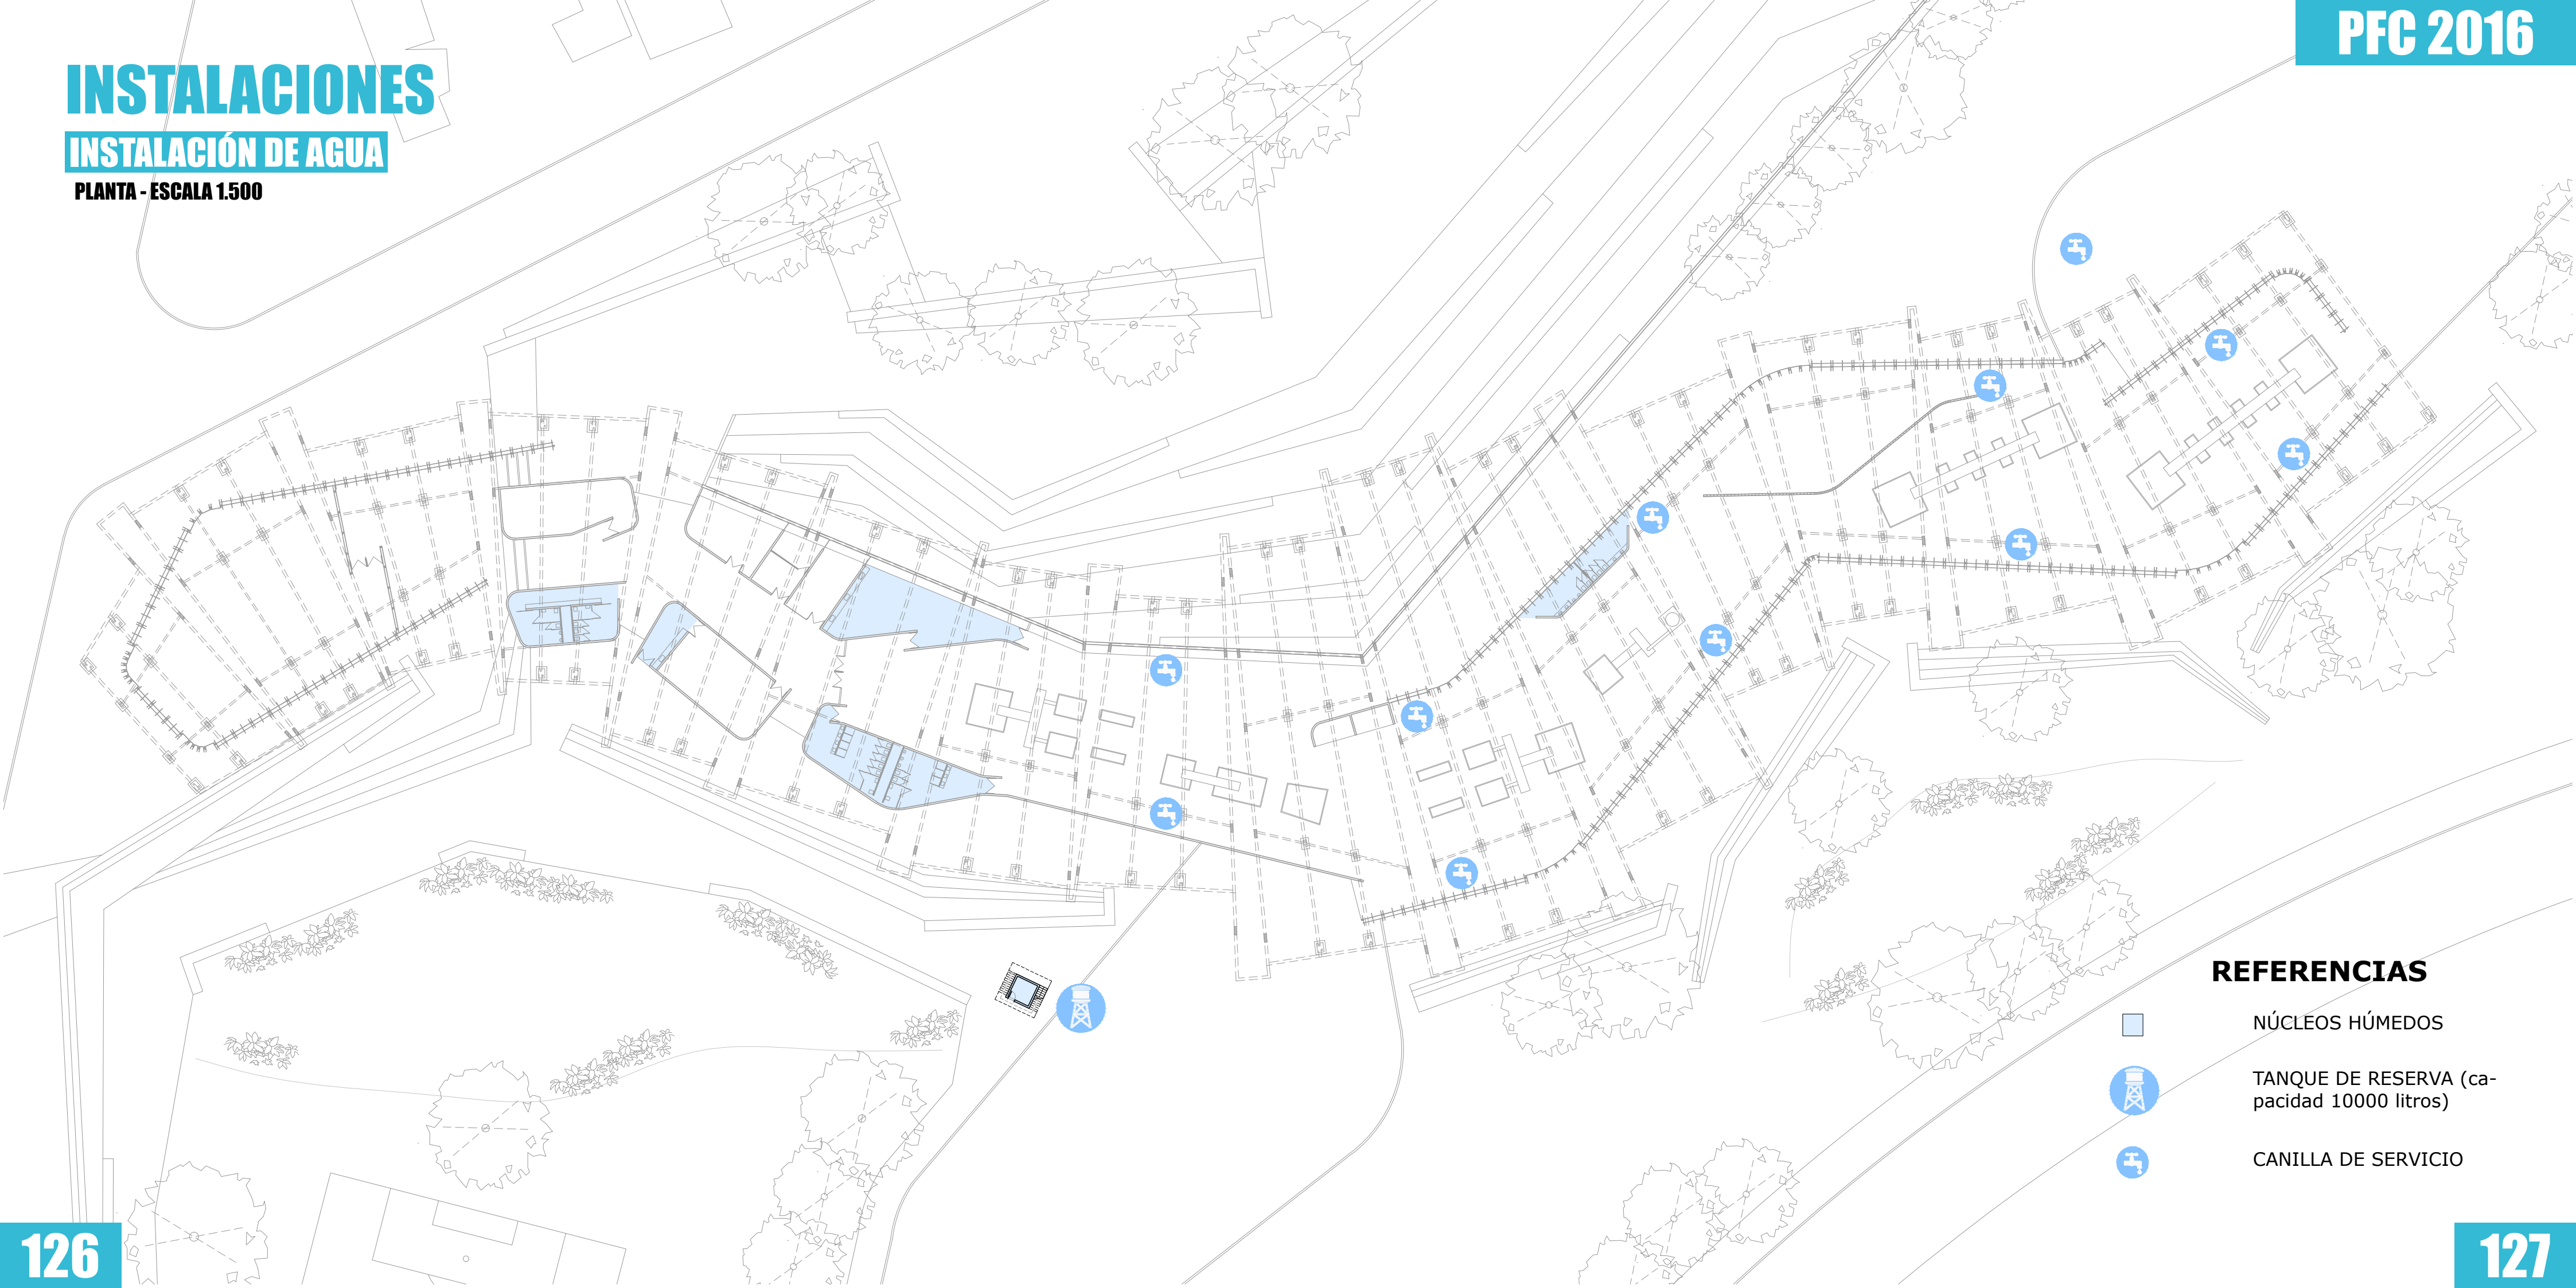 PFC 2016
INSTALACIONES
INSTALACIÓN DE AGUA
PLANTA - ESCALA 1.500
REFERENCIAS
NÚCLEOS HÚMEDOS
TANQUE DE RESERVA (ca-
pacidad 10000 litros)
CANILLA DE SERVICIO
126
127